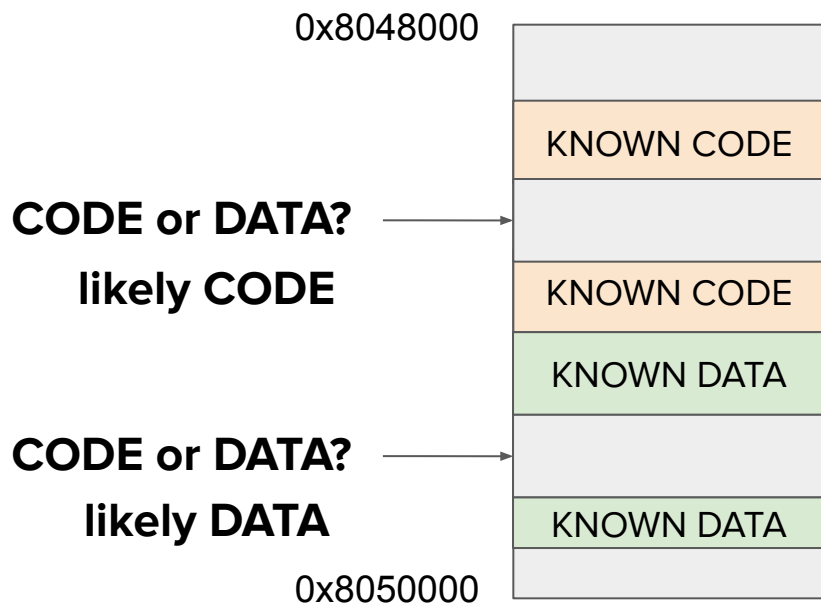 0x8048000
KNOWN CODE
CODE or DATA?
likely CODE
KNOWN CODE
KNOWN DATA
CODE or DATA?
likely DATA
KNOWN DATA
0x8050000